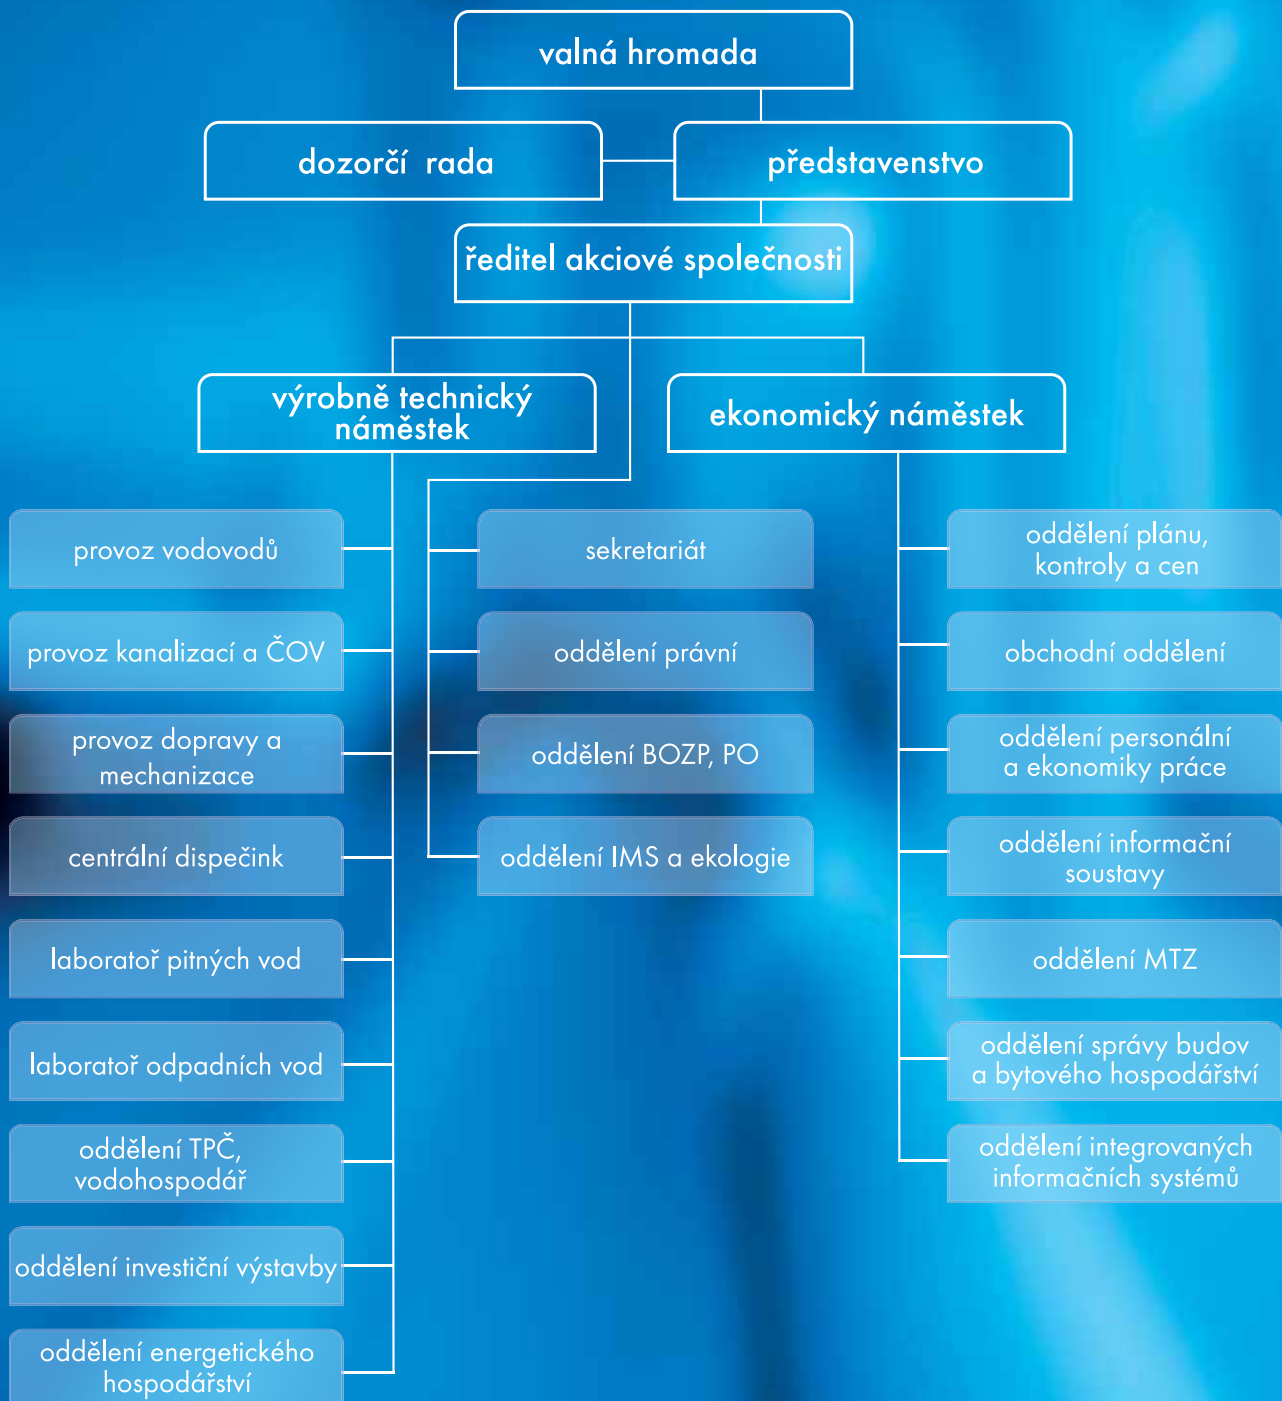 valná hromada
dozorčí rada
představenstvo
ředitel akciové společnosti
výrobně technický
náměstek
ekonomický náměstek
provoz vodovodů
provoz kanalizací a ČOV
provoz dopravy a
mechanizace
centrální dispečink
laboratoř pitných vod
laboratoř odpadních vod
oddělení TPČ,
vodohospodář
oddělení investiční výstavby
oddělení energetického
hospodářství
sekretariát
oddělení právní
oddělení BOZP, PO
oddělení IMS a ekologie
oddělení plánu,
kontroly a cen
obchodní oddělení
oddělení personální
a ekonomiky práce
oddělení informační
soustavy
oddělení MTZ
oddělení správy budov
a bytového hospodářství
oddělení integrovaných
informačních systémů